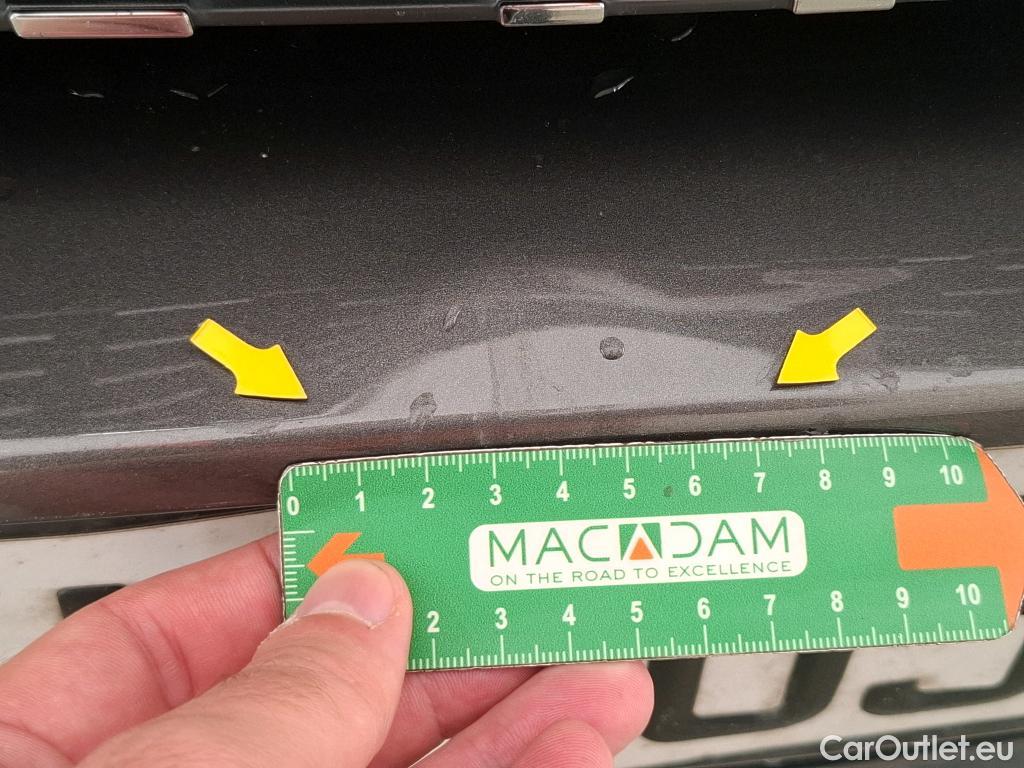 0 1 2 3 4 5 6 7 8 9 10
MACADAM
ON THE ROAD TO EXCELLENCE
2 3 4 5 6 7 8 9 10
CarOutlet.eu